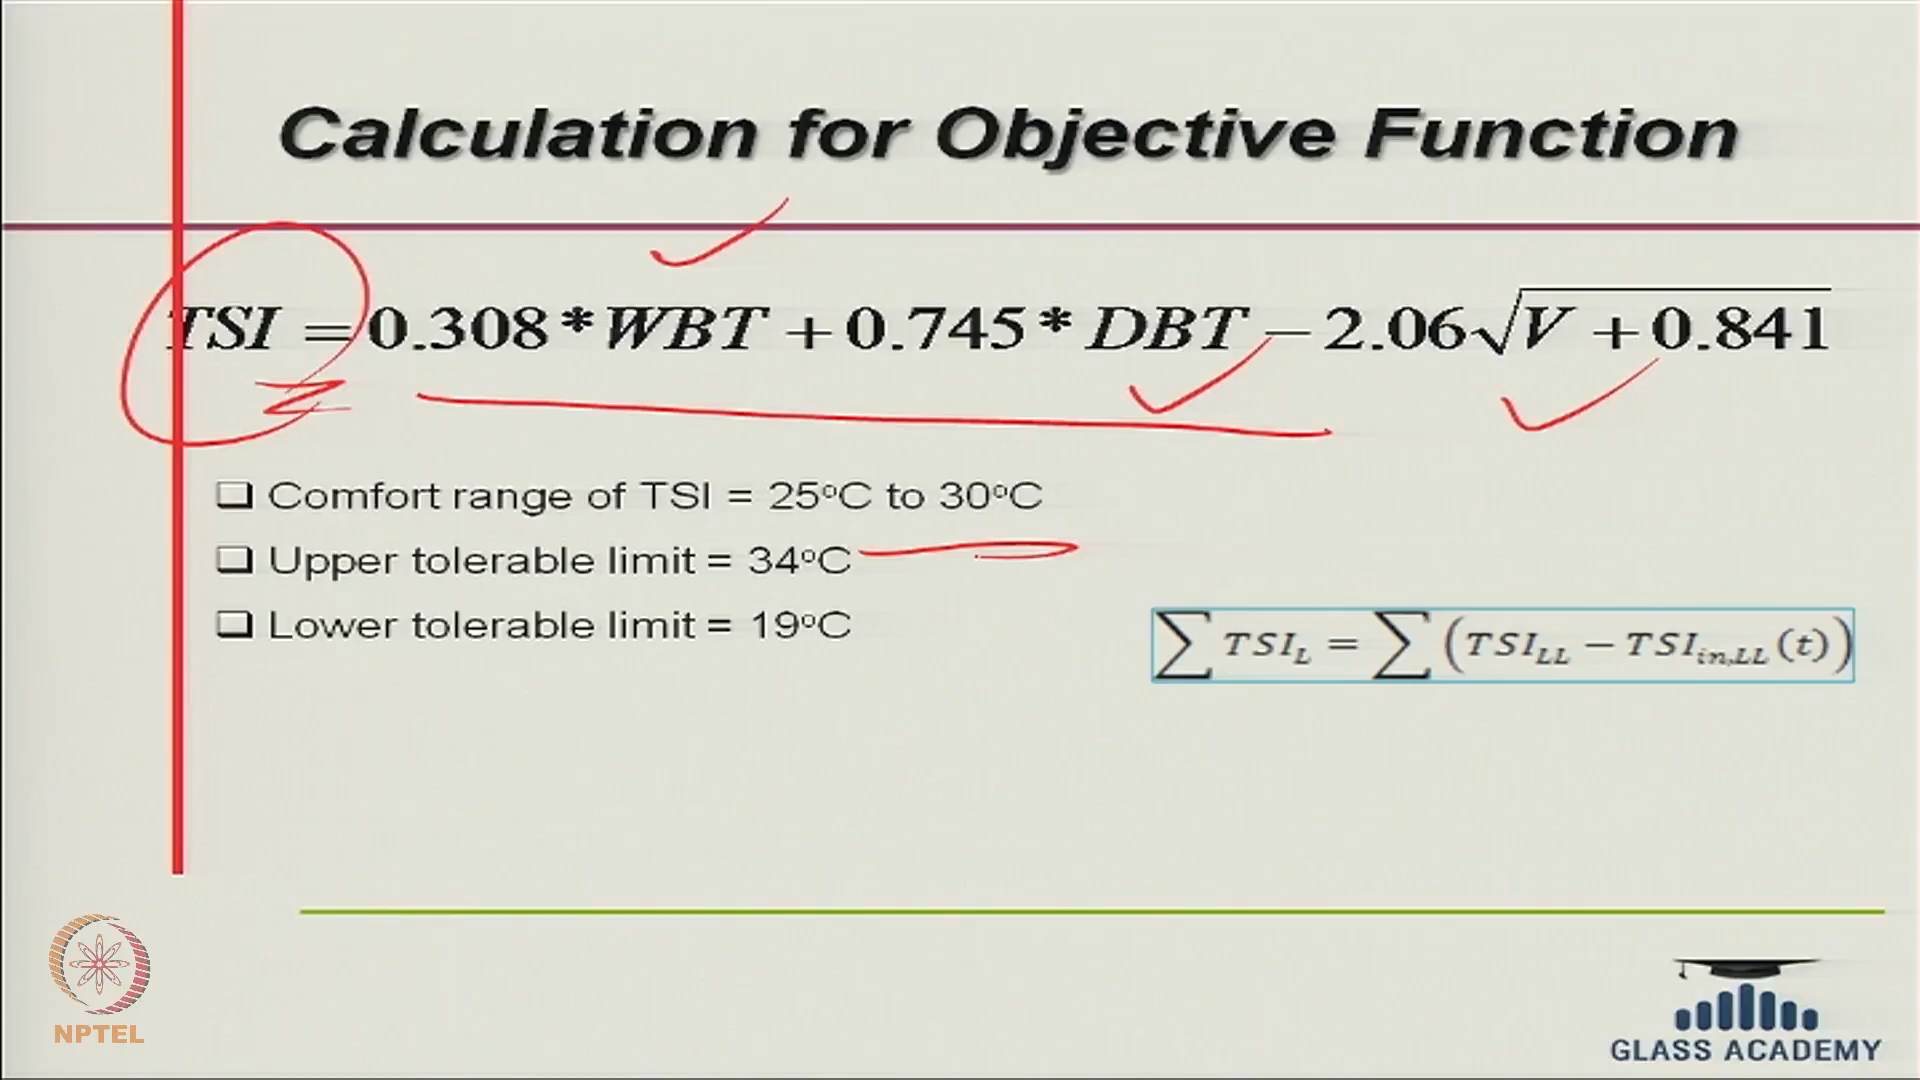 Calculation for Objective Function
TSI = 0.308 * WBT + 0.745 * DBT − 2.06√V + 0.841
❑ Comfort range of TSI = 25°C to 30°C
❑ Upper tolerable limit = 34°C
❑ Lower tolerable limit = 19°C
∑ TSI_L = ∑ (TSI_LL − TSI_in,LL (t))
NPTEL
GLASS ACADEMY